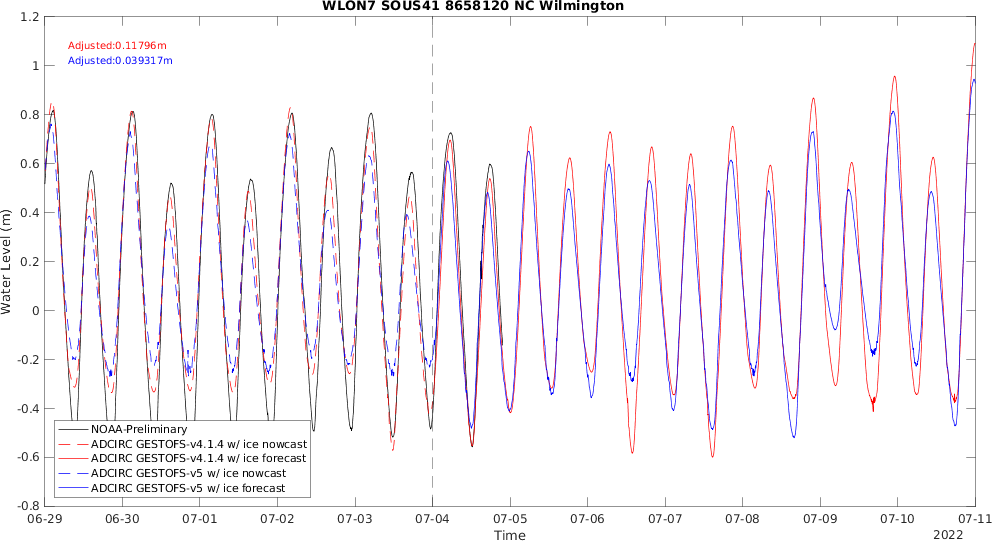 WLON7 SOUS41 8658120 NC Wilmington
1.2
1
0.8
0.6
0.4
0.2
0
-0.2
-0.4
-0.6
-0.8
Water Level (m)
Adjusted:0.11796m
Adjusted:0.039317m
NOAA-Preliminary
ADCIRC GESTOFS-v4.1.4 w/ ice nowcast
ADCIRC GESTOFS-v4.1.4 w/ ice forecast
ADCIRC GESTOFS-v5 w/ ice nowcast
ADCIRC GESTOFS-v5 w/ ice forecast
06-29 06-30 07-01 07-02 07-03 07-04 07-05 07-06 07-07 07-08 07-09 07-10 07-11
Time
2022